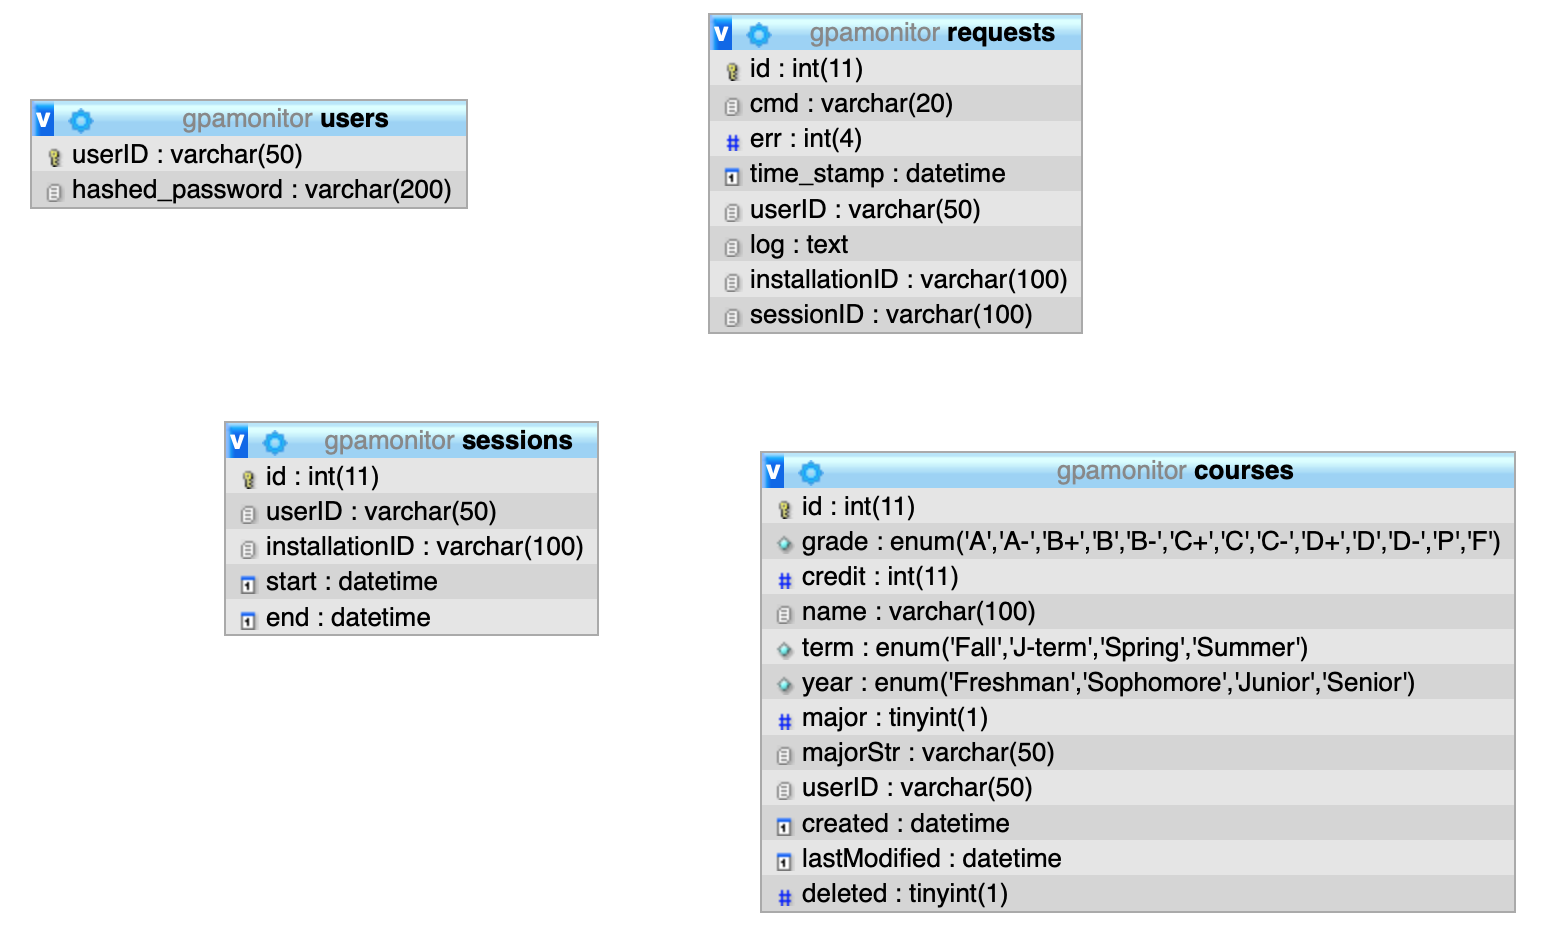 gpamonitor users
userID : varchar(50)
hashed_password : varchar(200)
gpamonitor requests
id : int(11)
cmd : varchar(20)
err : int(4)
time_stamp : datetime
userID : varchar(50)
log : text
installationID : varchar(100)
sessionID : varchar(100)
gpamonitor sessions
id : int(11)
userID : varchar(50)
installationID : varchar(100)
start : datetime
end : datetime
gpamonitor courses
id : int(11)
grade : enum('A','A-','B+','B','B-','C+','C','C-','D+','D','D-','P','F')
credit : int(11)
name : varchar(100)
term : enum('Fall','J-term','Spring','Summer')
year : enum('Freshman','Sophomore','Junior','Senior')
major : tinyint(1)
majorStr : varchar(50)
userID : varchar(50)
created : datetime
lastModified : datetime
deleted : tinyint(1)